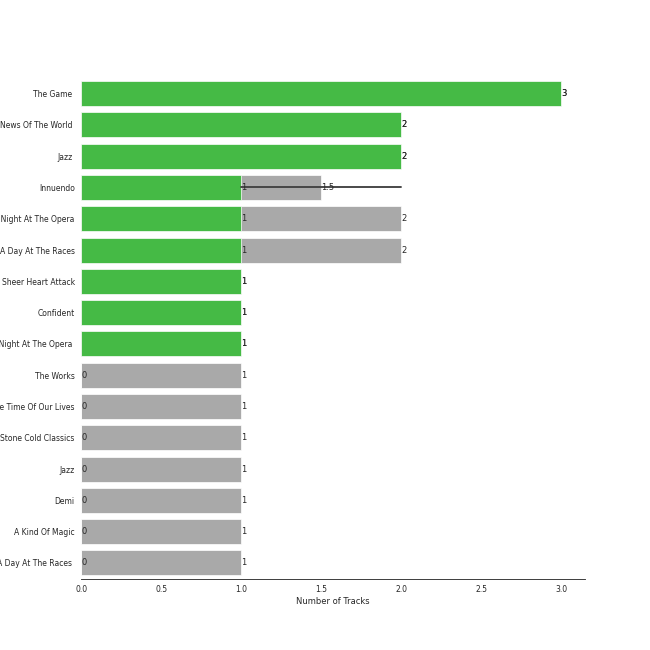 The Game 3
News Of The World 2
Jazz 2
Innuendo 1 1.5
Night At The Opera 1 2
A Day At The Races 1 2
Sheer Heart Attack 1
Confident 1
Night At The Opera 1
The Works 0 1
Time Of Our Lives 0 1
Stone Cold Classics 0 1
Jazz 0 1
Demi 0 1
A Kind Of Magic 0 1
A Day At The Races 0 1
0.0 0.5 1.0 1.5 2.0 2.5 3.0
Number of Tracks